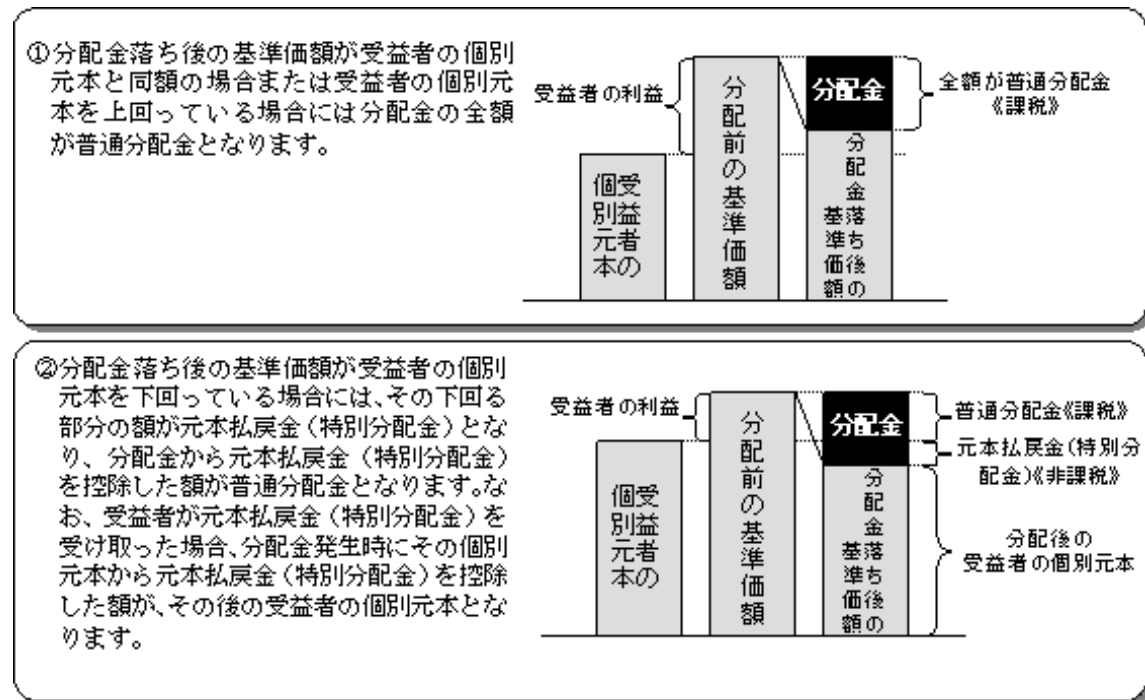 ①分配金落ち後の基準価額が受益者の個別
元本と同額の場合または受益者の個別元
本を上回っている場合には分配金の全額
が普通分配金となります。
受益者の利益
個別元本
受益者の
分配前の基準価額
分配金
分配金落ち後の
基準価額
全額が普通分配金
《課税》
②分配金落ち後の基準価額が受益者の個別
元本を下回っている場合には、その下回る
部分の額が元本払戻金(特別分配金)とな
り、分配金から元本払戻金(特別分配金)
を控除した額が普通分配金となります。な
お、受益者が元本払戻金(特別分配金)を
受け取った場合、分配金発生時にその個別
元本から元本払戻金(特別分配金)を控除
した額が、その後の受益者の個別元本とな
ります。
受益者の利益
受益者の
個別元本
分配前の基準価額
分配金
分配金落ち後の
基準価額
普通分配金《課税》
元本払戻金(特別分
配金)《非課税》
分配後の
受益者の個別元本